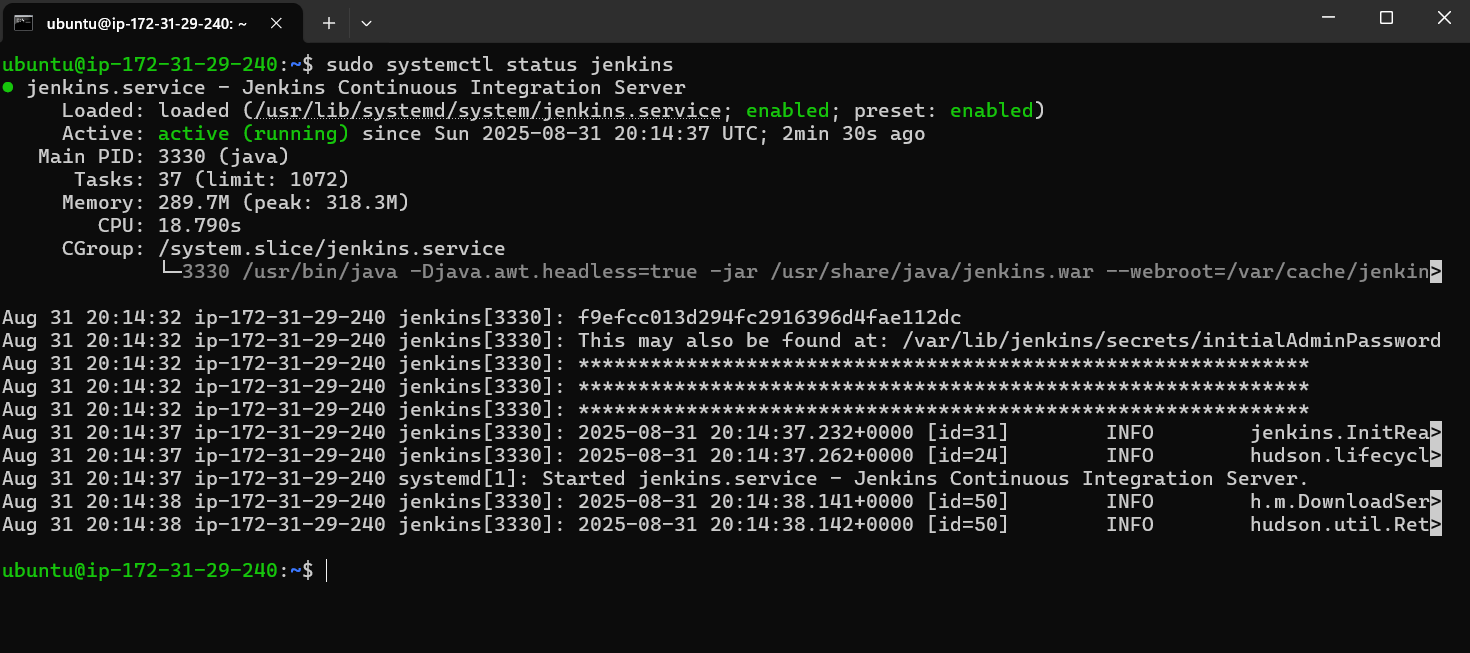 ubuntu@ip-172-31-29-240: ~
ubuntu@ip-172-31-29-240:~$ sudo systemctl status jenkins
● jenkins.service - Jenkins Continuous Integration Server
     Loaded: loaded (/usr/lib/systemd/system/jenkins.service; enabled; preset: enabled)
     Active: active (running) since Sun 2025-08-31 20:14:37 UTC; 2min 30s ago
   Main PID: 3330 (java)
      Tasks: 37 (limit: 1072)
     Memory: 289.7M (peak: 318.3M)
        CPU: 18.790s
     CGroup: /system.slice/jenkins.service
             └─3330 /usr/bin/java -Djava.awt.headless=true -jar /usr/share/java/jenkins.war --webroot=/var/cache/jenkin>
Aug 31 20:14:32 ip-172-31-29-240 jenkins[3330]: f9efcc013d294fc2916396d4fae112dc
Aug 31 20:14:32 ip-172-31-29-240 jenkins[3330]: This may also be found at: /var/lib/jenkins/secrets/initialAdminPassword
Aug 31 20:14:32 ip-172-31-29-240 jenkins[3330]: *************************************************************
Aug 31 20:14:32 ip-172-31-29-240 jenkins[3330]: *************************************************************
Aug 31 20:14:32 ip-172-31-29-240 jenkins[3330]: *************************************************************
Aug 31 20:14:37 ip-172-31-29-240 jenkins[3330]: 2025-08-31 20:14:37.232+0000 [id=31]        INFO        jenkins.InitRea>
Aug 31 20:14:37 ip-172-31-29-240 jenkins[3330]: 2025-08-31 20:14:37.262+0000 [id=24]        INFO        hudson.lifecycl>
Aug 31 20:14:37 ip-172-31-29-240 systemd[1]: Started jenkins.service - Jenkins Continuous Integration Server.
Aug 31 20:14:38 ip-172-31-29-240 jenkins[3330]: 2025-08-31 20:14:38.141+0000 [id=50]        INFO        h.m.DownloadSer>
Aug 31 20:14:38 ip-172-31-29-240 jenkins[3330]: 2025-08-31 20:14:38.142+0000 [id=50]        INFO        hudson.util.Ret>
ubuntu@ip-172-31-29-240:~$